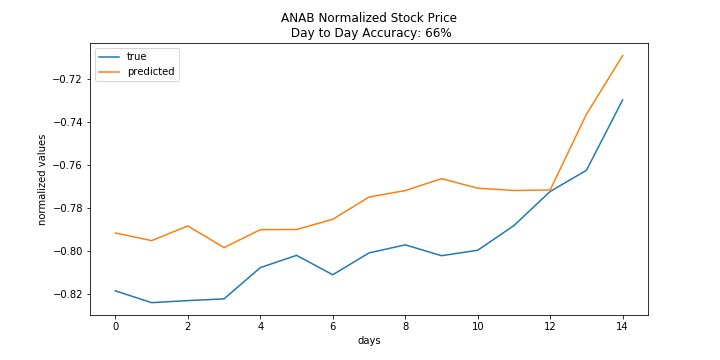 ANAB Normalized Stock Price
Day to Day Accuracy: 66%
true
predicted
normalized values
−0.72
−0.74
−0.76
−0.78
−0.80
−0.82
0 2 4 6 8 10 12 14
days